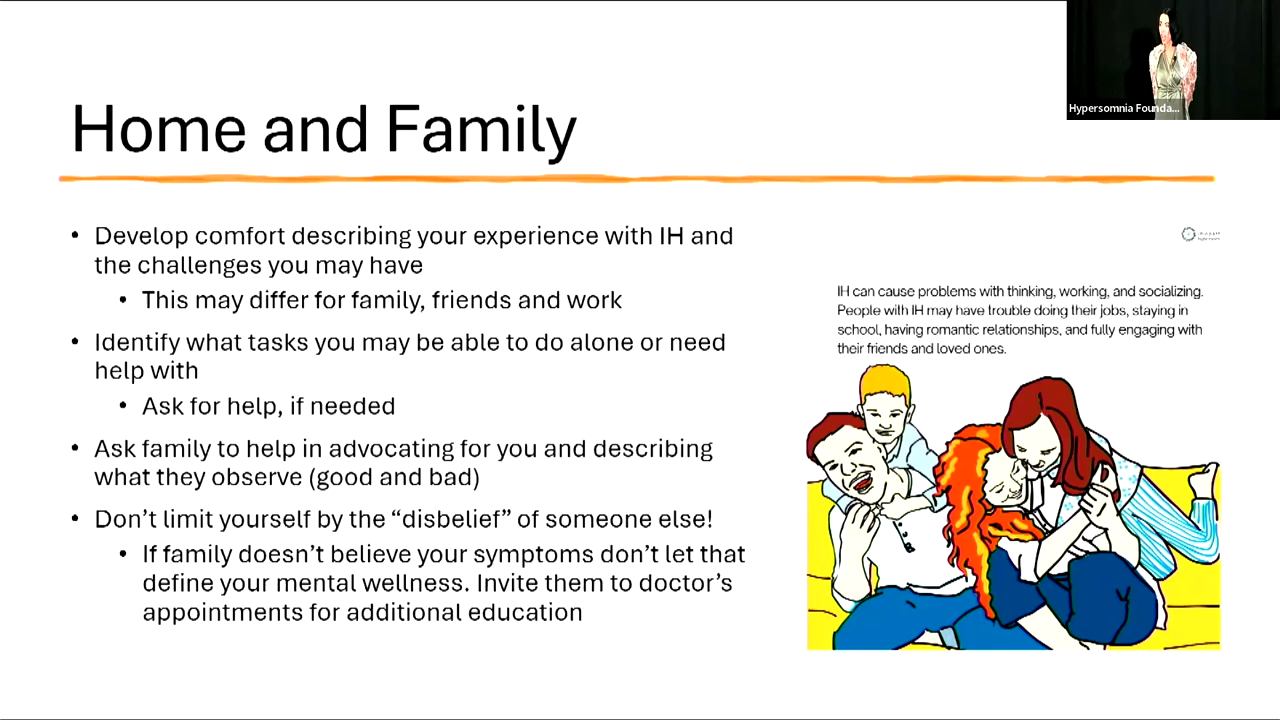 Hypersomnia Founda...
Home and Family
• Develop comfort describing your experience with IH and
the challenges you may have
• This may differ for family, friends and work
• Identify what tasks you may be able to do alone or need
help with
• Ask for help, if needed
• Ask family to help in advocating for you and describing
what they observe (good and bad)
• Don’t limit yourself by the “disbelief” of someone else!
• If family doesn’t believe your symptoms don’t let that
define your mental wellness. Invite them to doctor’s
appointments for additional education
IH can cause problems with thinking, working, and socializing.
People with IH may have trouble doing their jobs, staying in
school, having romantic relationships, and fully engaging with
their friends and loved ones.